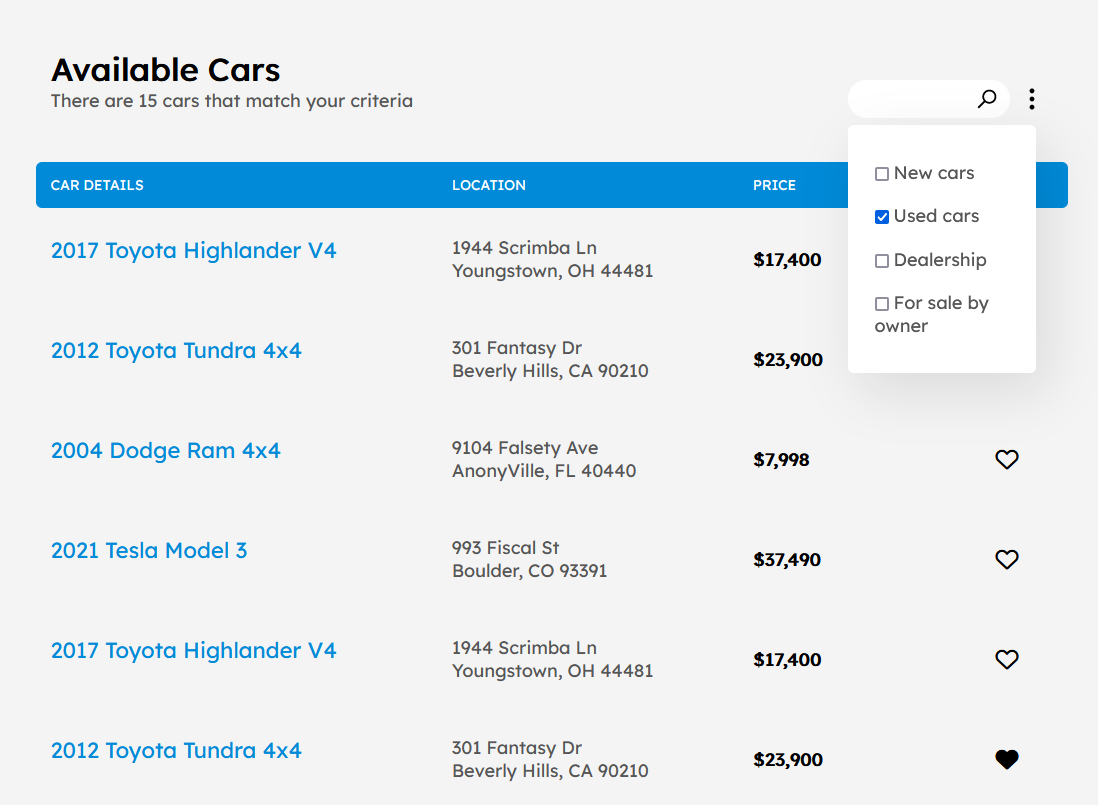 Available Cars
There are 15 cars that match your criteria
CAR DETAILS LOCATION PRICE
New cars
Used cars
Dealership
For sale by
owner
2017 Toyota Highlander V4
1944 Scrimba Ln
Youngstown, OH 44481
$17,400
2012 Toyota Tundra 4x4
301 Fantasy Dr
Beverly Hills, CA 90210
$23,900
2004 Dodge Ram 4x4
9104 Falsety Ave
AnonyVille, FL 40440
$7,998
2021 Tesla Model 3
993 Fiscal St
Boulder, CO 93391
$37,490
2017 Toyota Highlander V4
1944 Scrimba Ln
Youngstown, OH 44481
$17,400
2012 Toyota Tundra 4x4
301 Fantasy Dr
Beverly Hills, CA 90210
$23,900